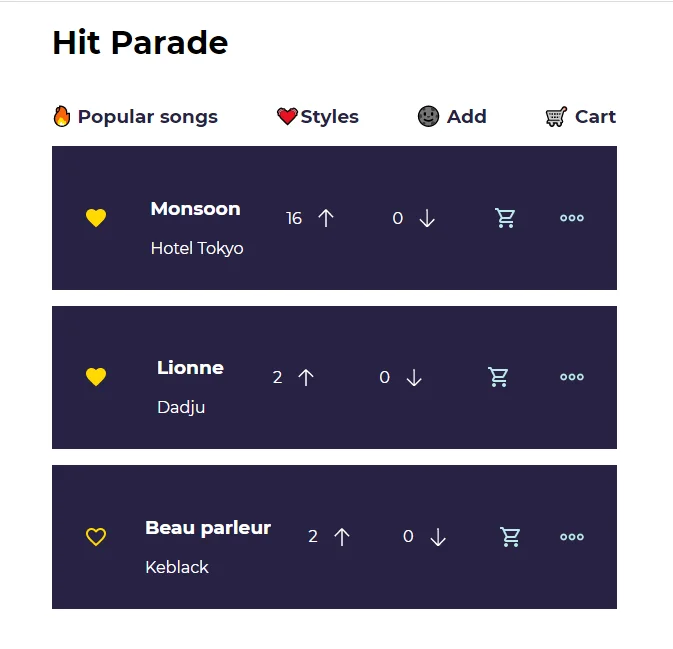 Hit Parade
Popular songs Styles Add Cart
Monsoon
16 0
Hotel Tokyo
Lionne
2 0
Dadju
Beau parleur
2 0
Keblack